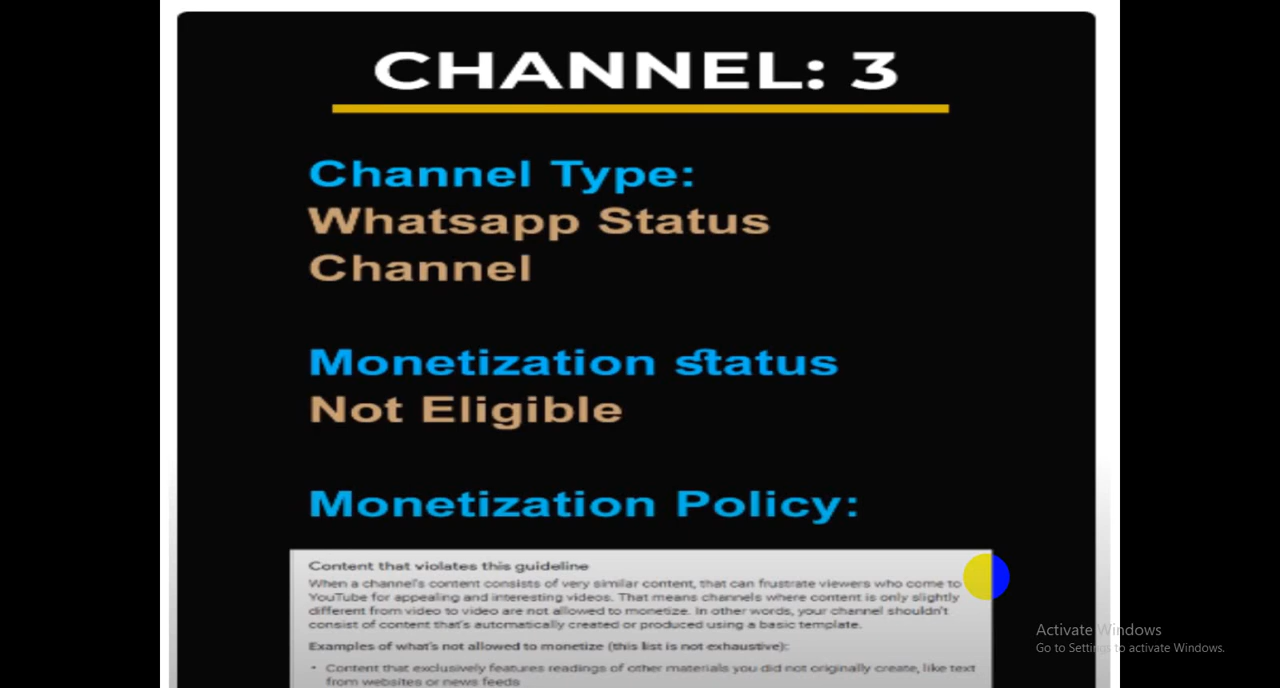 CHANNEL: 3
Channel Type:
Whatsapp Status
Channel
Monetization status
Not Eligible
Monetization Policy:
Content that violates this guideline
When a channel's content consists of very similar content, that can frustrate viewers who come to
YouTube for appealing and interesting videos. That means channels where content is only slightly
different from video to video are not allowed to monetize. In other words, your channel shouldn't
consist of content that's automatically created or produced using a basic template.
Examples of what's not allowed to monetize (this list is not exhaustive):
• Content that exclusively features readings of other materials you did not originally create, like text
from websites or news feeds
Activate Windows
Go to Settings to activate Windows.